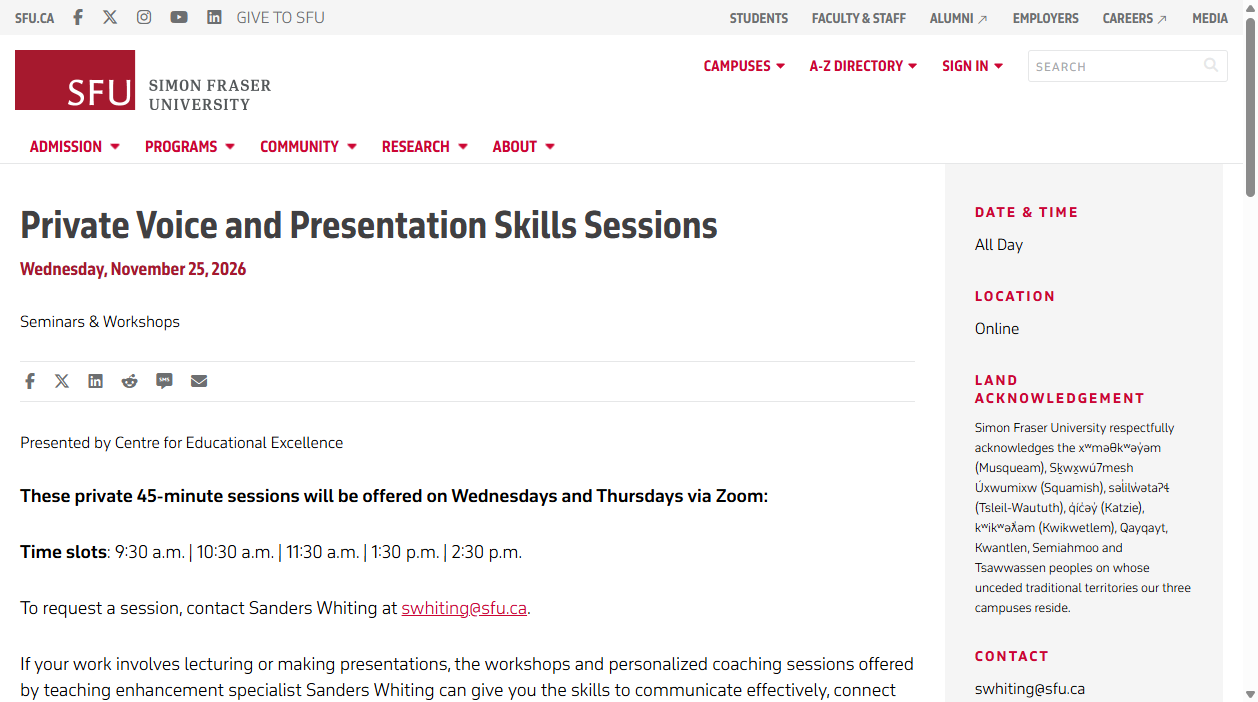 SFU.CA GIVE TO SFU STUDENTS FACULTY & STAFF ALUMNI EMPLOYERS CAREERS MEDIA
SFU SIMON FRASER UNIVERSITY
CAMPUSES A-Z DIRECTORY SIGN IN SEARCH
ADMISSION PROGRAMS COMMUNITY RESEARCH ABOUT
Private Voice and Presentation Skills Sessions
Wednesday, November 25, 2026
Seminars & Workshops
SMS
Presented by Centre for Educational Excellence
These private 45-minute sessions will be offered on Wednesdays and Thursdays via Zoom:
Time slots: 9:30 a.m. | 10:30 a.m. | 11:30 a.m. | 1:30 p.m. | 2:30 p.m.
To request a session, contact Sanders Whiting at swhiting@sfu.ca.
If your work involves lecturing or making presentations, the workshops and personalized coaching sessions offered
by teaching enhancement specialist Sanders Whiting can give you the skills to communicate effectively, connect
DATE & TIME
All Day
LOCATION
Online
LAND
ACKNOWLEDGEMENT
Simon Fraser University respectfully
acknowledges the xʷməθkʷəy̓əm
(Musqueam), Sḵwx̱wú7mesh
Úxwumixw (Squamish), səl̓ilw̓ətaʔɬ
(Tsleil-Waututh), q̓íc̓əy̓ (Katzie),
kʷikʷəƛ̓əm (Kwikwetlem), Qayqayt,
Kwantlen, Semiahmoo and
Tsawwassen peoples on whose
unceded traditional territories our three
campuses reside.
CONTACT
swhiting@sfu.ca